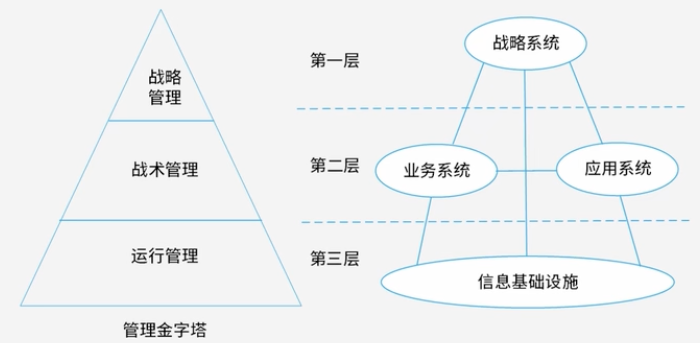 战略
管理
战术管理
运行管理
管理金字塔
第一层
战略系统
第二层
业务系统
应用系统
第三层
信息基础设施